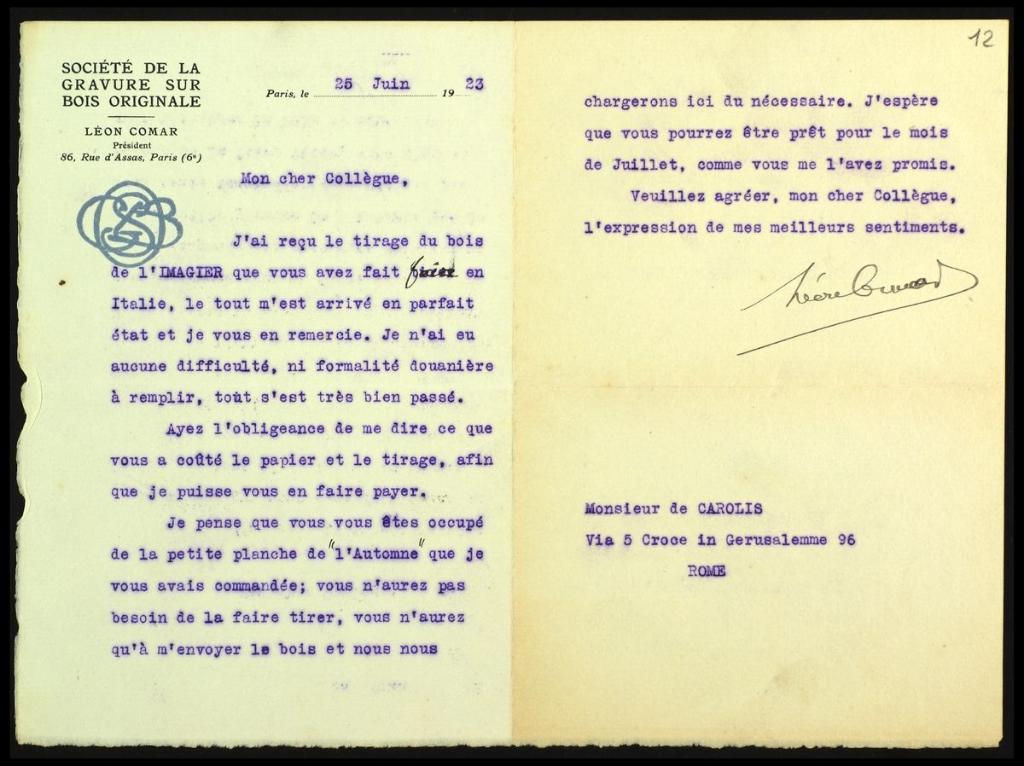 SOCIÉTÉ DE LA
GRAVURE SUR
BOIS ORIGINALE
LÉON COMAR
Président
86, Rue d'Assas, Paris (6e)
Paris, le 25 Juin 1923
Mon cher Collègue,
J'ai reçu le tirage du bois
de l'IMAGIER que vous avez fait faire en
Italie, le tout m'est arrivé en parfait
état et je vous en remercie. Je n'ai eu
aucune difficulté, ni formalité douanière
à remplir, tout s'est très bien passé.
Ayez l'obligeance de me dire ce que
vous a coûté le papier et le tirage, afin
que je puisse vous en faire payer.
Je pense que vous vous êtes occupé
de la petite planche de "l'Automne" que je
vous avais commandée; vous n'aurez pas
besoin de la faire tirer, vous n'aurez
qu'à m'envoyer le bois et nous nous
12
chargerons ici du nécessaire. J'espère
que vous pourrez être prêt pour le mois
de Juillet, comme vous me l'avez promis.
Veuillez agréer, mon cher Collègue,
l'expression de mes meilleurs sentiments.
Léon Comar
Monsieur de CAROLIS
Via 5 Croce in Gerusalemme 96
ROME